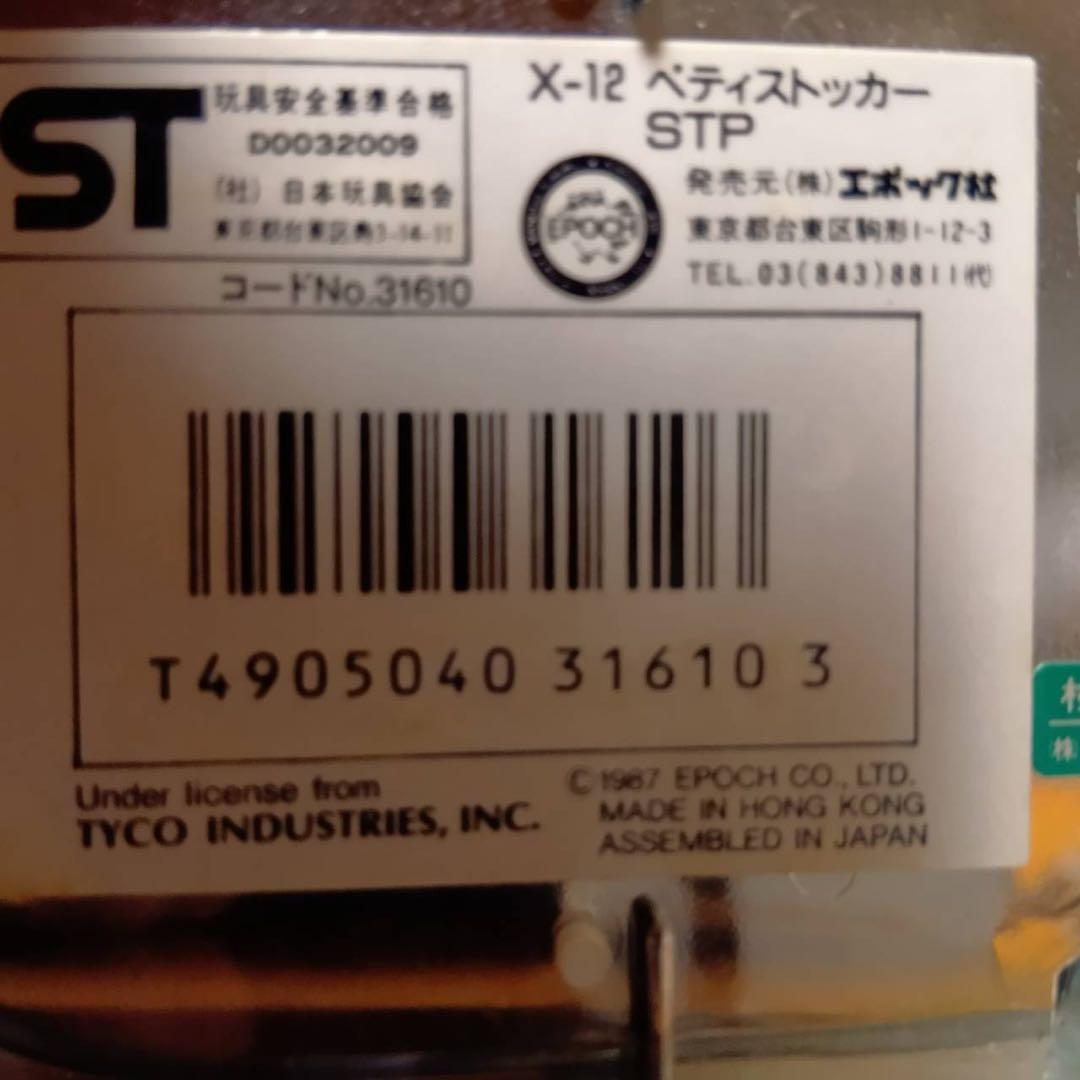 ST
玩具安全基準合格
D0032009
(社) 日本玩具協会
X-12 ペティストッカー
STP
EPOCH
発売元(株)エポック社
東京都台東区駒形1-12-3
TEL.03(843)8811(代)
コードNo.31610
T4905040 31610 3
Under license from
TYCO INDUSTRIES, INC.
©1987 EPOCH CO., LTD.
MADE IN HONG KONG
ASSEMBLED IN JAPAN
(株